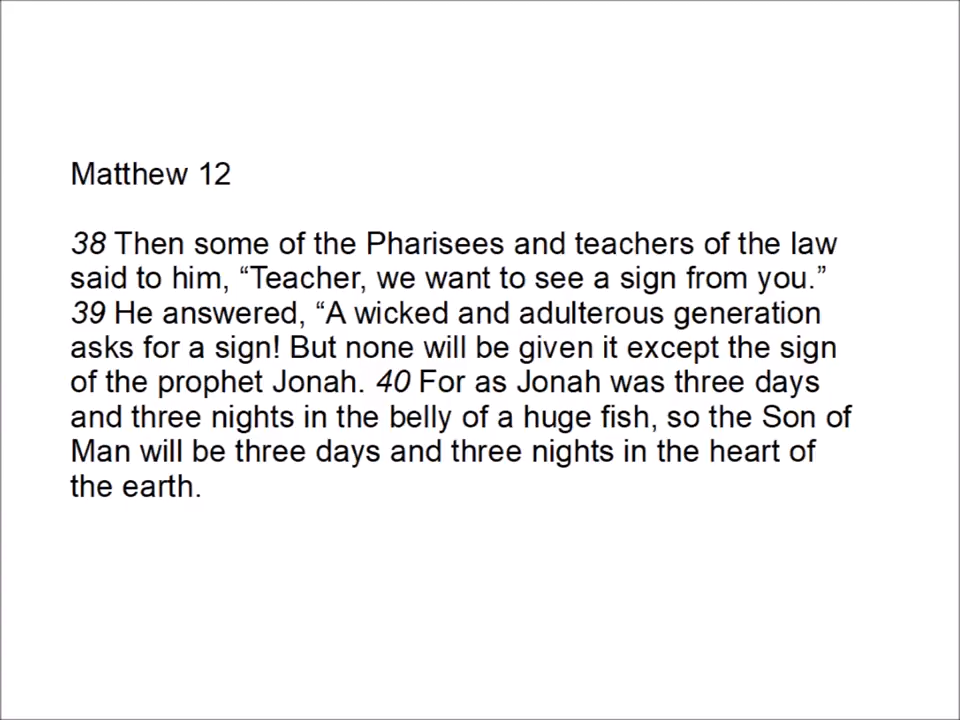 Matthew 12
38 Then some of the Pharisees and teachers of the law
said to him, “Teacher, we want to see a sign from you.”
39 He answered, “A wicked and adulterous generation
asks for a sign! But none will be given it except the sign
of the prophet Jonah. 40 For as Jonah was three days
and three nights in the belly of a huge fish, so the Son of
Man will be three days and three nights in the heart of
the earth.